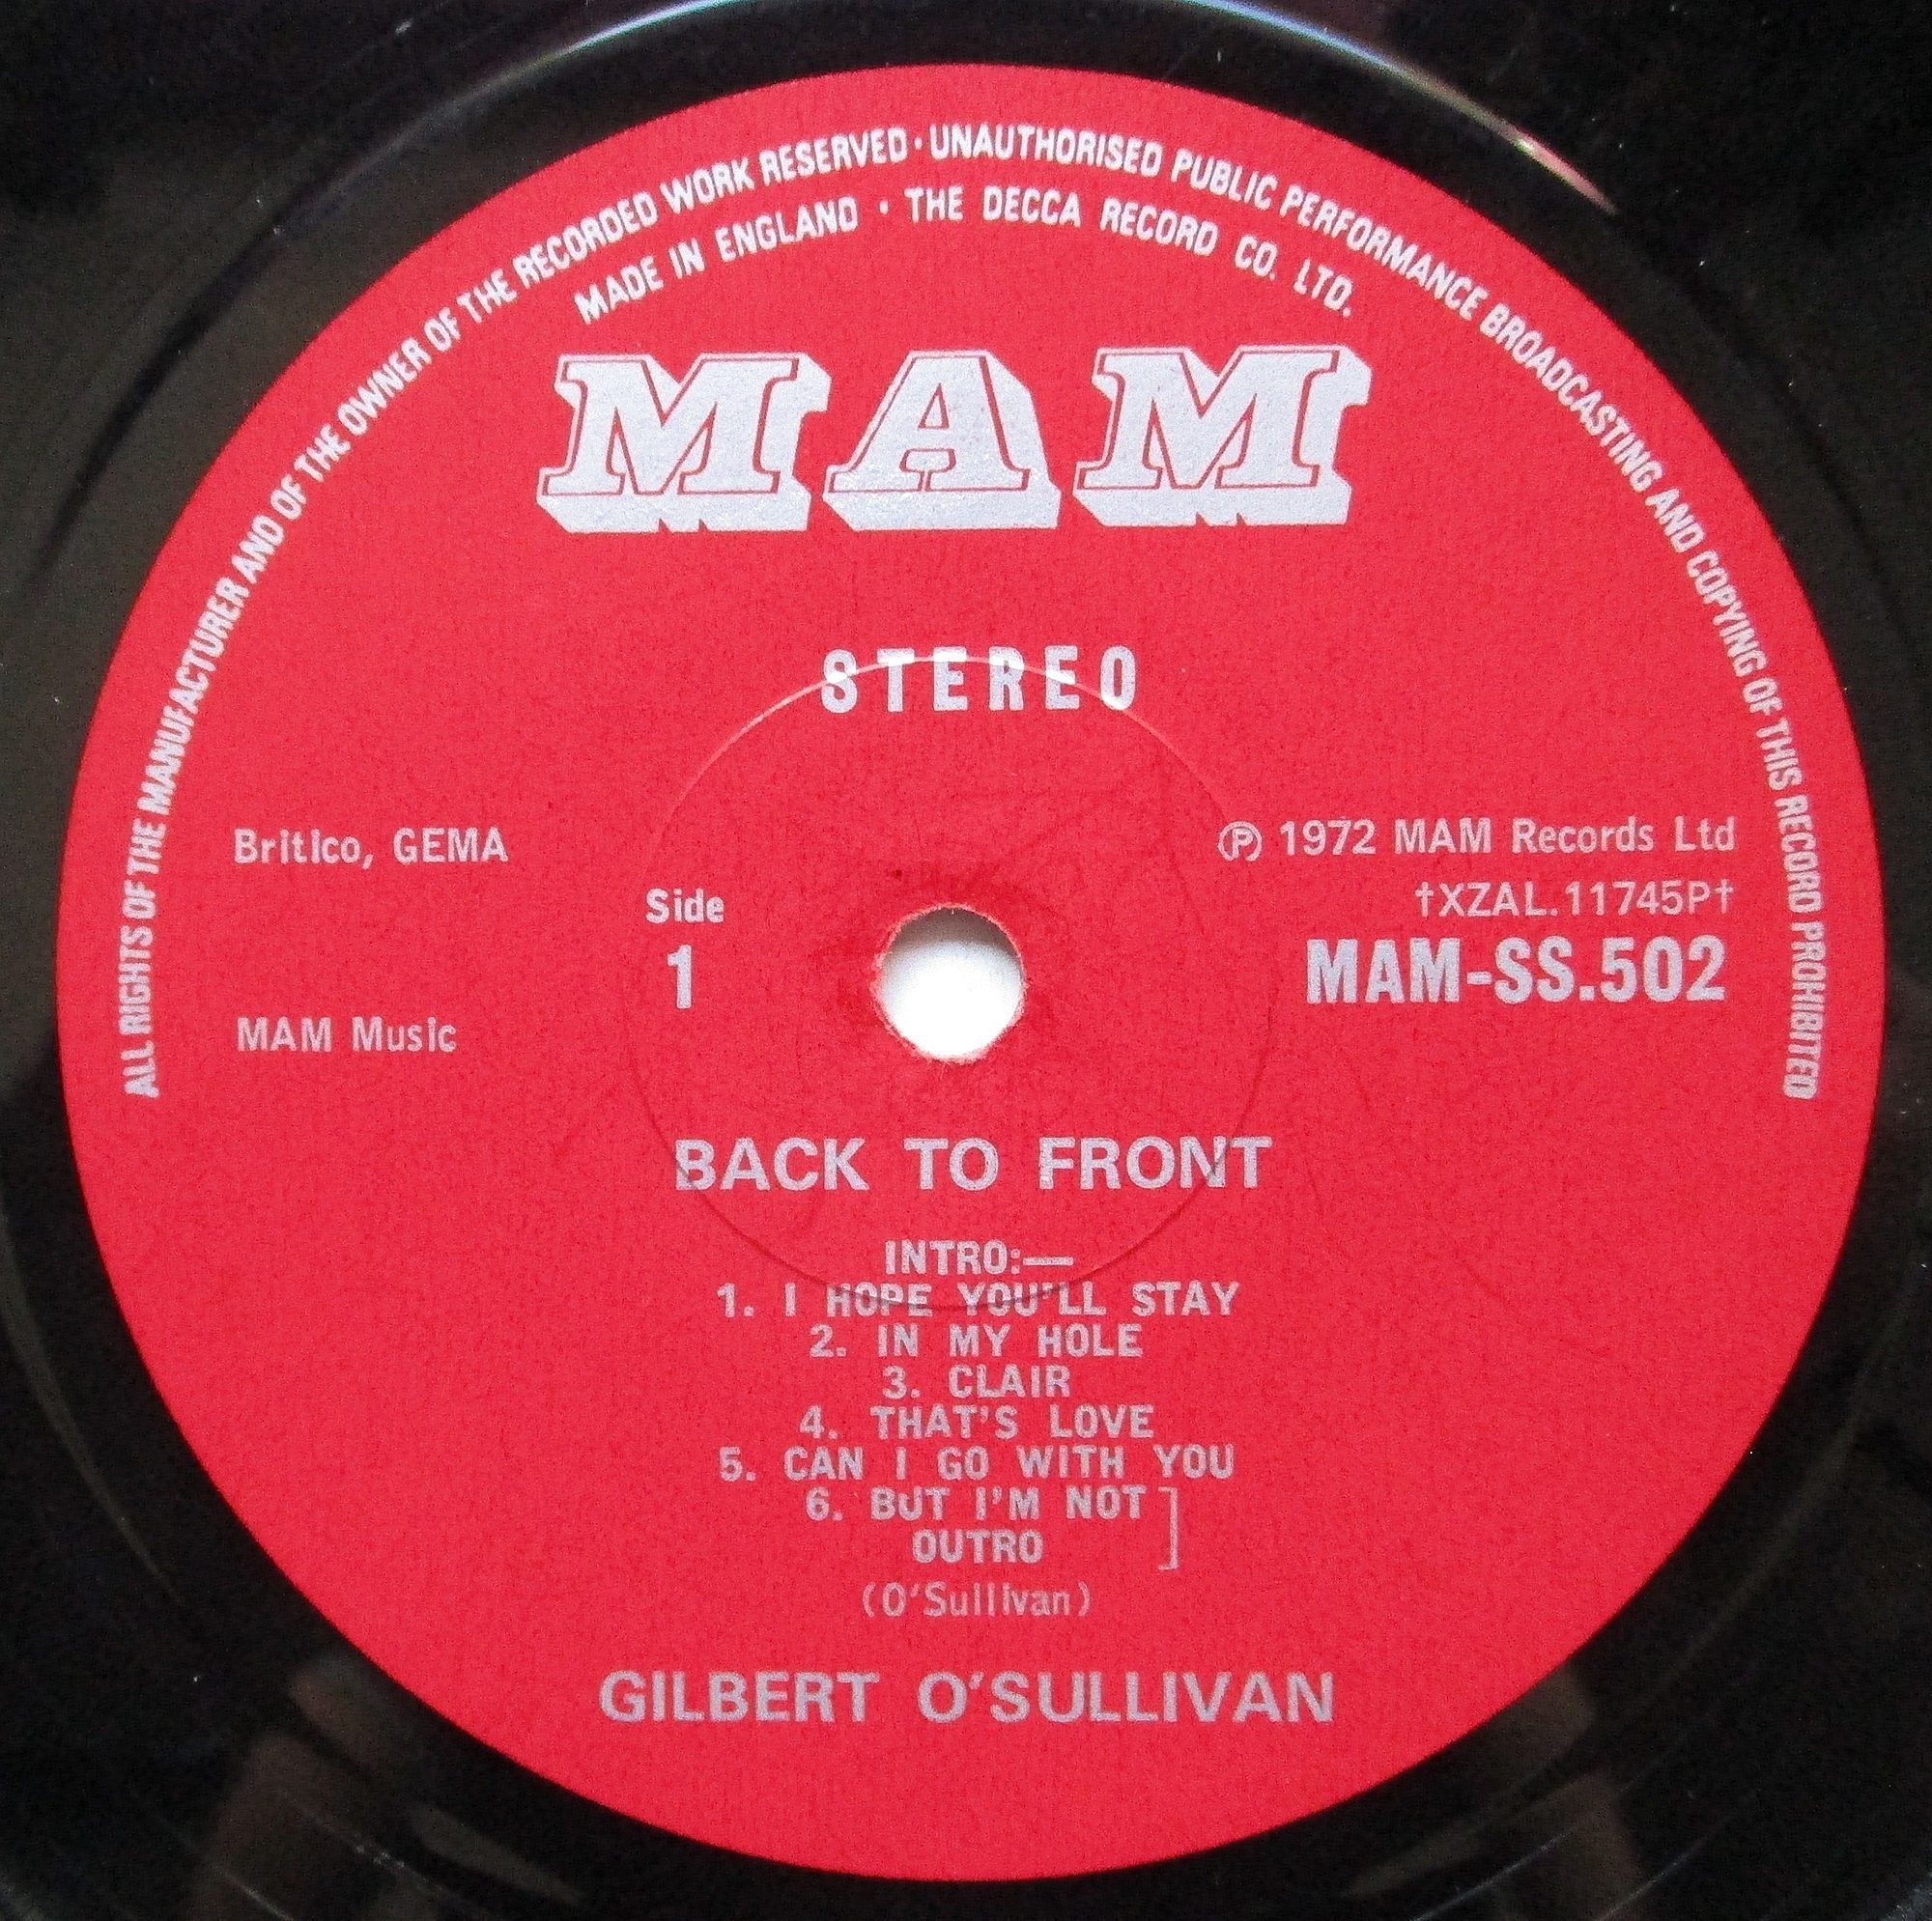 ALL RIGHTS OF THE MANUFACTURER AND OF THE OWNER OF THE RECORDED WORK RESERVED · UNAUTHORISED PUBLIC PERFORMANCE BROADCASTING AND COPYING OF THIS RECORD PROHIBITED
MADE IN ENGLAND · THE DECCA RECORD CO. LTD.
MAM
STEREO
Britico, GEMA
℗ 1972 MAM Records Ltd
†XZAL.11745P†
Side
1
MAM-SS.502
MAM Music
BACK TO FRONT
INTRO:—
1. I HOPE YOU'LL STAY
2. IN MY HOLE
3. CLAIR
4. THAT'S LOVE
5. CAN I GO WITH YOU
6. BUT I'M NOT ]
OUTRO
(O'Sullivan)
GILBERT O'SULLIVAN